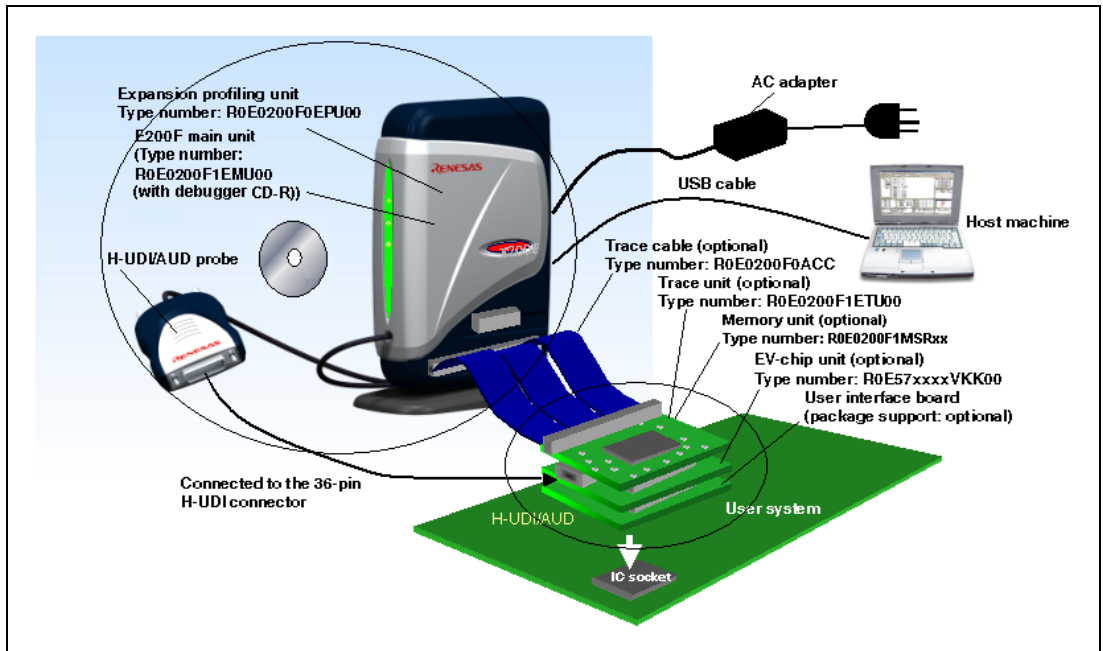 Expansion profiling unit
Type number: R0E0200F0EPU00
E200F main unit
(Type number:
R0E0200F1EMU00
(with debugger CD-R))
RENESAS
H-UDI/AUD probe
RENESAS
AC adapter
USB cable
Host machine
Trace cable (optional)
Type number: R0E0200F0ACC
Trace unit (optional)
Type number: R0E0200F1ETU00
Memory unit (optional)
Type number: R0E0200F1MSRxx
EV-chip unit (optional)
Type number: R0E57xxxxVKK00
User interface board
(package support: optional)
Connected to the 36-pin
H-UDI connector
H-UDI/AUD
User system
IC socket